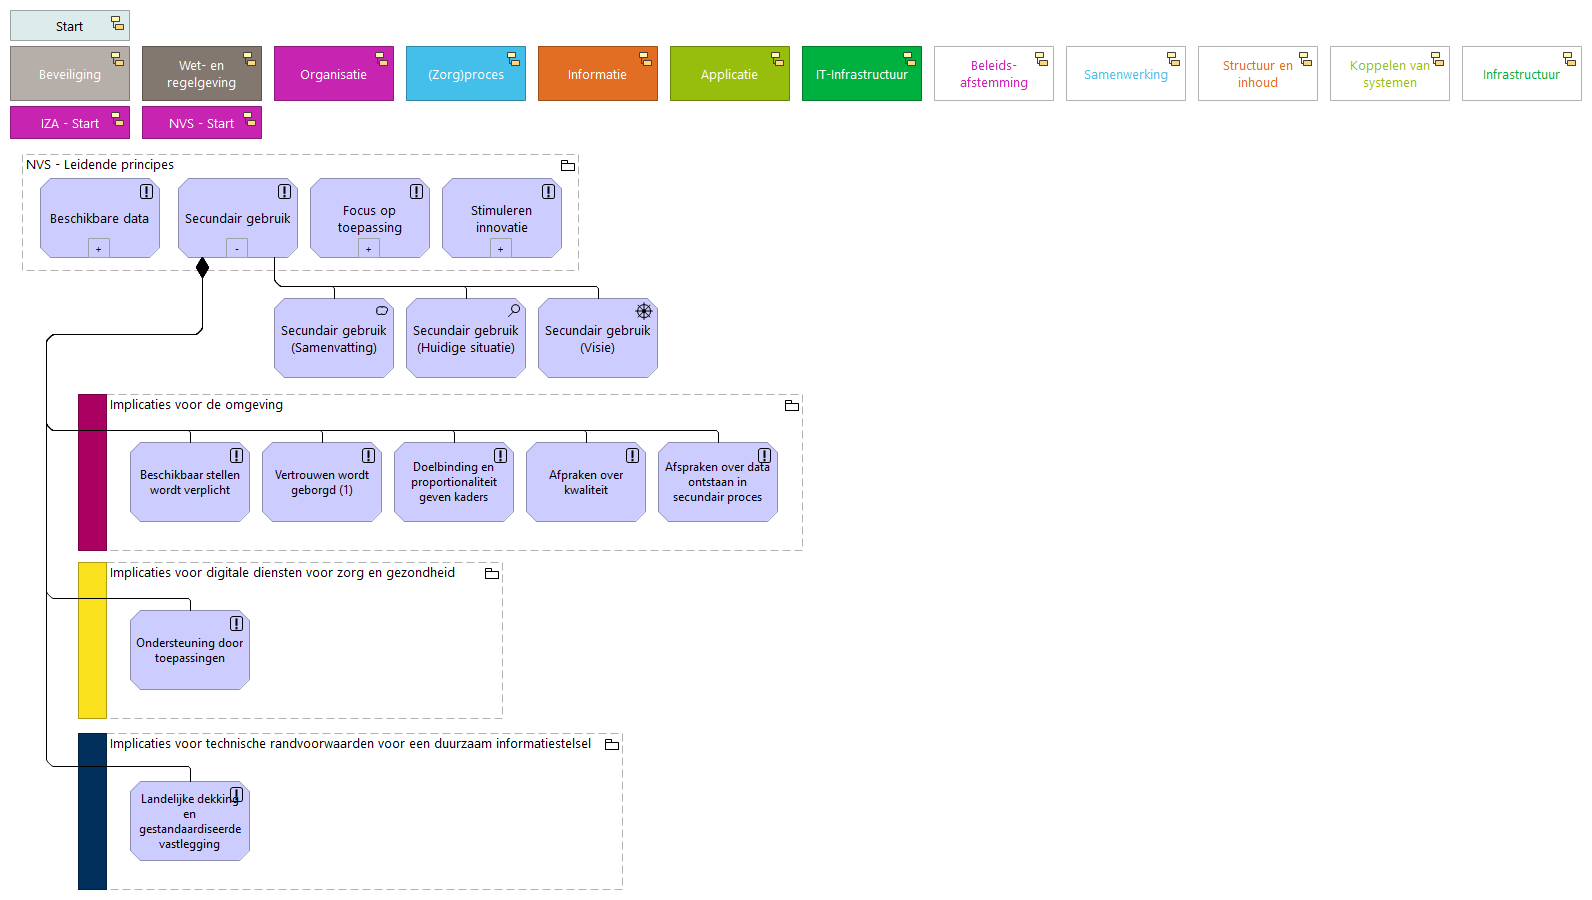 Start
Beveiliging
Wet- en
regelgeving
Organisatie
(Zorg)proces
Informatie
Applicatie
IT-Infrastructuur
Beleids-
afstemming
Samenwerking
Structuur en
inhoud
Koppelen van
systemen
Infrastructuur
IZA - Start
NVS - Start
NVS - Leidende principes
Beschikbare data
+
Secundair gebruik
-
Focus op
toepassing
+
Stimuleren
innovatie
+
Secundair gebruik
(Samenvatting)
Secundair gebruik
(Huidige situatie)
Secundair gebruik
(Visie)
Implicaties voor de omgeving
Beschikbaar stellen
wordt verplicht
Vertrouwen wordt
geborgd (1)
Doelbinding en
proportionaliteit
geven kaders
Afpraken over
kwaliteit
Afspraken over data
ontstaan in
secundair proces
Implicaties voor digitale diensten voor zorg en gezondheid
Ondersteuning door
toepassingen
Implicaties voor technische randvoorwaarden voor een duurzaam informatiestelsel
Landelijke dekking
en
gestandaardiseerde
vastlegging